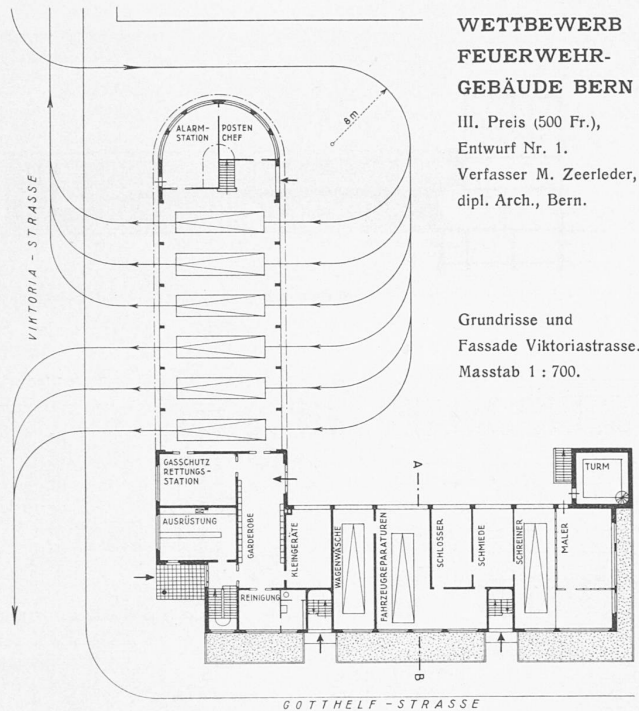 WETTBEWERB
FEUERWEHR-
GEBÄUDE BERN
III. Preis (500 Fr.),
Entwurf Nr. 1.
Verfasser M. Zeerleder,
dipl. Arch., Bern.
Grundrisse und
Fassade Viktoriastrasse.
Masstab 1 : 700.
8 m
ALARM-
STATION
POSTEN
CHEF
VIKTORIA - STRASSE
GASSCHUTZ
RETTUNGS-
STATION
AUSRÜSTUNG
GARDEROBE
KLEINGERÄTE
REINIGUNG
WAGENWÄSCHE
FAHRZEUGREPARATUREN
A
SCHLOSSER
SCHMIEDE
SCHREINER
MALER
TURM
B
GOTTHELF - STRASSE